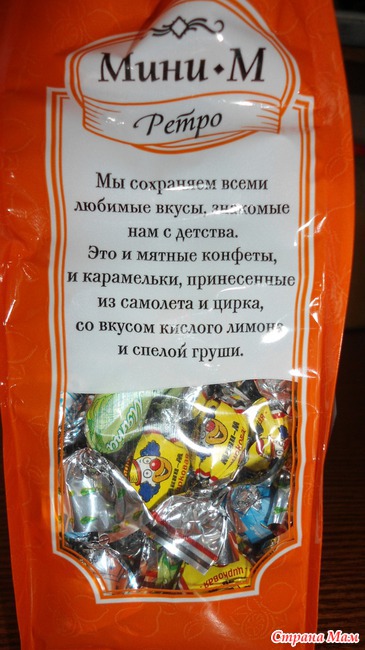 Мини•М
Ретро
Мы сохраняем всеми
любимые вкусы, знакомые
нам с детства.
Это и мятные конфеты,
и карамельки, принесенные
из самолета и цирка,
со вкусом кислого лимона
и спелой груши.
Цирковая
Страна Мам